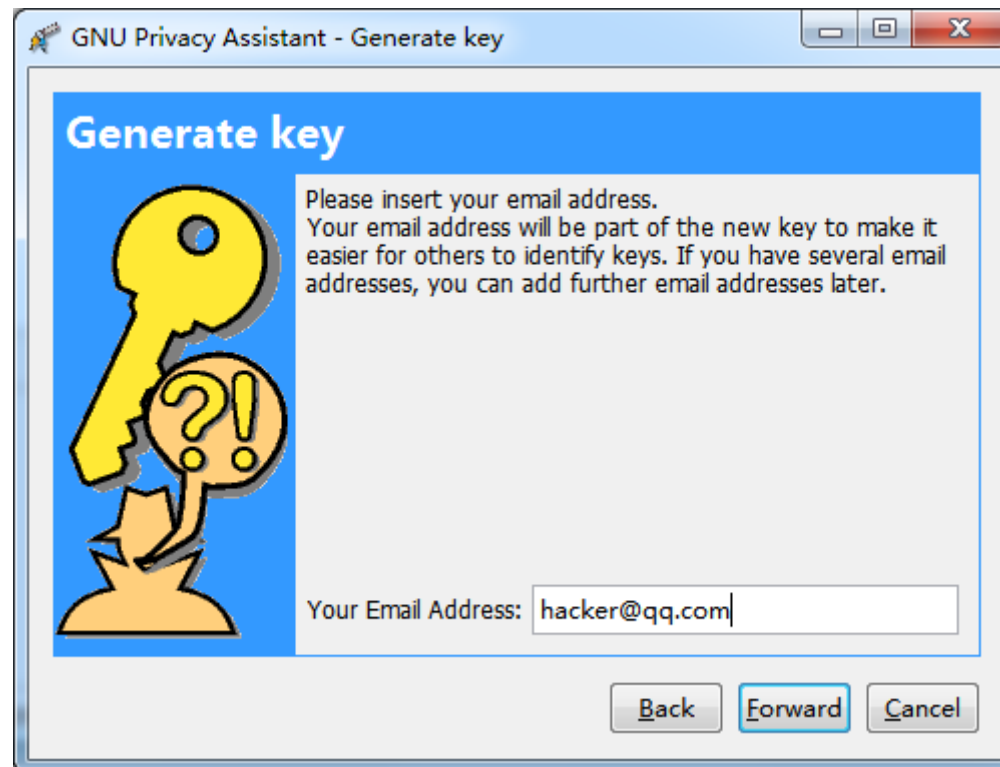 GNU Privacy Assistant - Generate key
Generate key
Please insert your email address.
Your email address will be part of the new key to make it
easier for others to identify keys. If you have several email
addresses, you can add further email addresses later.
?!
Your Email Address: hacker@qq.com
Back Forward Cancel